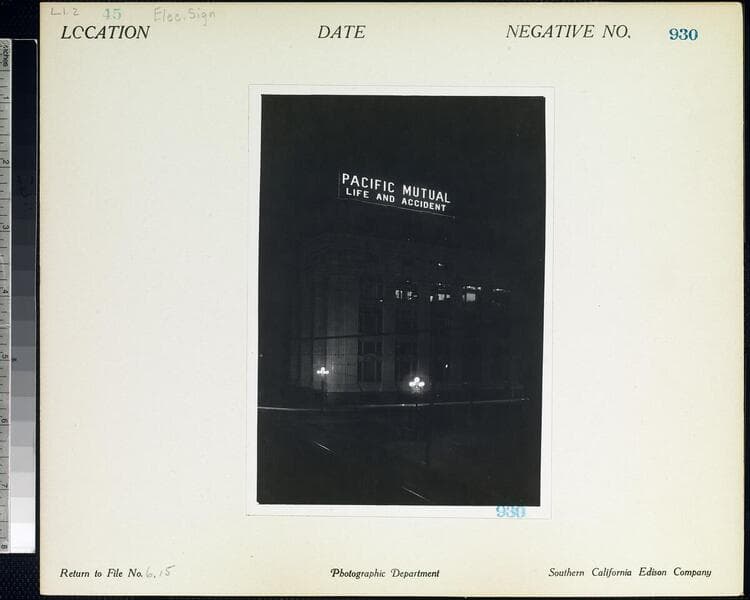 L1.2 45 Elec. Sign
LOCATION DATE NEGATIVE NO. 930
PACIFIC MUTUAL
LIFE AND ACCIDENT
930
Return to File No. 6.15 Photographic Department Southern California Edison Company